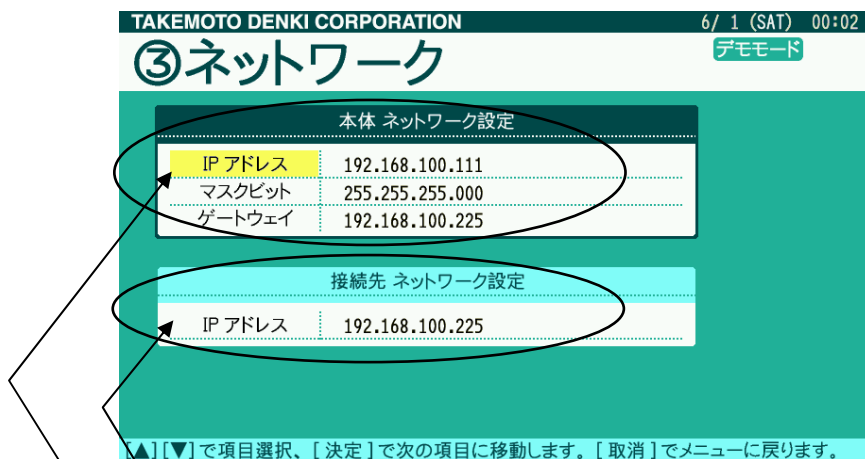 TAKEMOTO DENKI CORPORATION 6/ 1 (SAT) 00:02
③ネットワーク デモモード
本体 ネットワーク設定
IP アドレス 192.168.100.111
マスクビット 255.255.255.000
ゲートウェイ 192.168.100.225
接続先 ネットワーク設定
IP アドレス 192.168.100.225
[▲][▼]で項目選択、[ 決定 ]で次の項目に移動します。[ 取消 ]でメニューに戻ります。